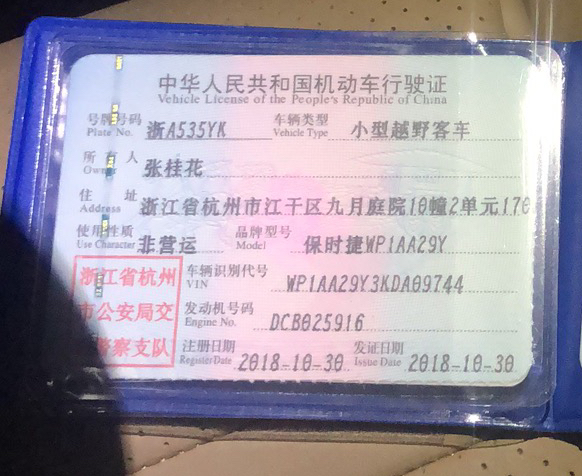 中华人民共和国机动车行驶证
Vehicle License of the People's Republic of China
号牌号码 浙A535YK 车辆类型 小型越野客车
Plate No. Vehicle Type
所有人 张桂花
Owner
住址 浙江省杭州市江干区九月庭院10幢2单元170
Address
使用性质 非营运 品牌型号 保时捷WP1AA29Y
Use Character Model
浙江省杭州
市公安局交
警察支队
车辆识别代号 WP1AA29Y3KDA09744
VIN
发动机号码 DCB025916
Engine No.
注册日期 2018-10-30 发证日期 2018-10-30
Register Date Issue Date